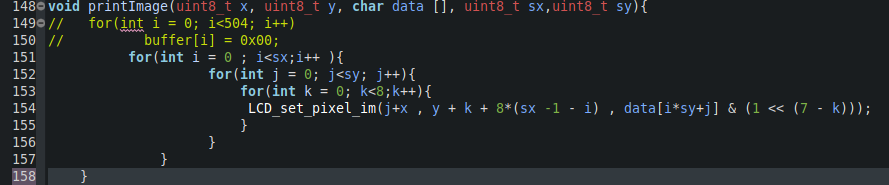 148 void printImage(uint8_t x, uint8_t y, char data [], uint8_t sx,uint8_t sy){
149 //   for(int i = 0; i<504; i++)
150 //          buffer[i] = 0x00;
151           for(int i = 0 ; i<sx;i++ ){
152                     for(int j = 0; j<sy; j++){
153                         for(int k = 0; k<8;k++){
154                          LCD_set_pixel_im(j+x , y + k + 8*(sx -1 - i) , data[i*sy+j] & (1 << (7 - k)));
155                         }
156                     }
157               }
158     }